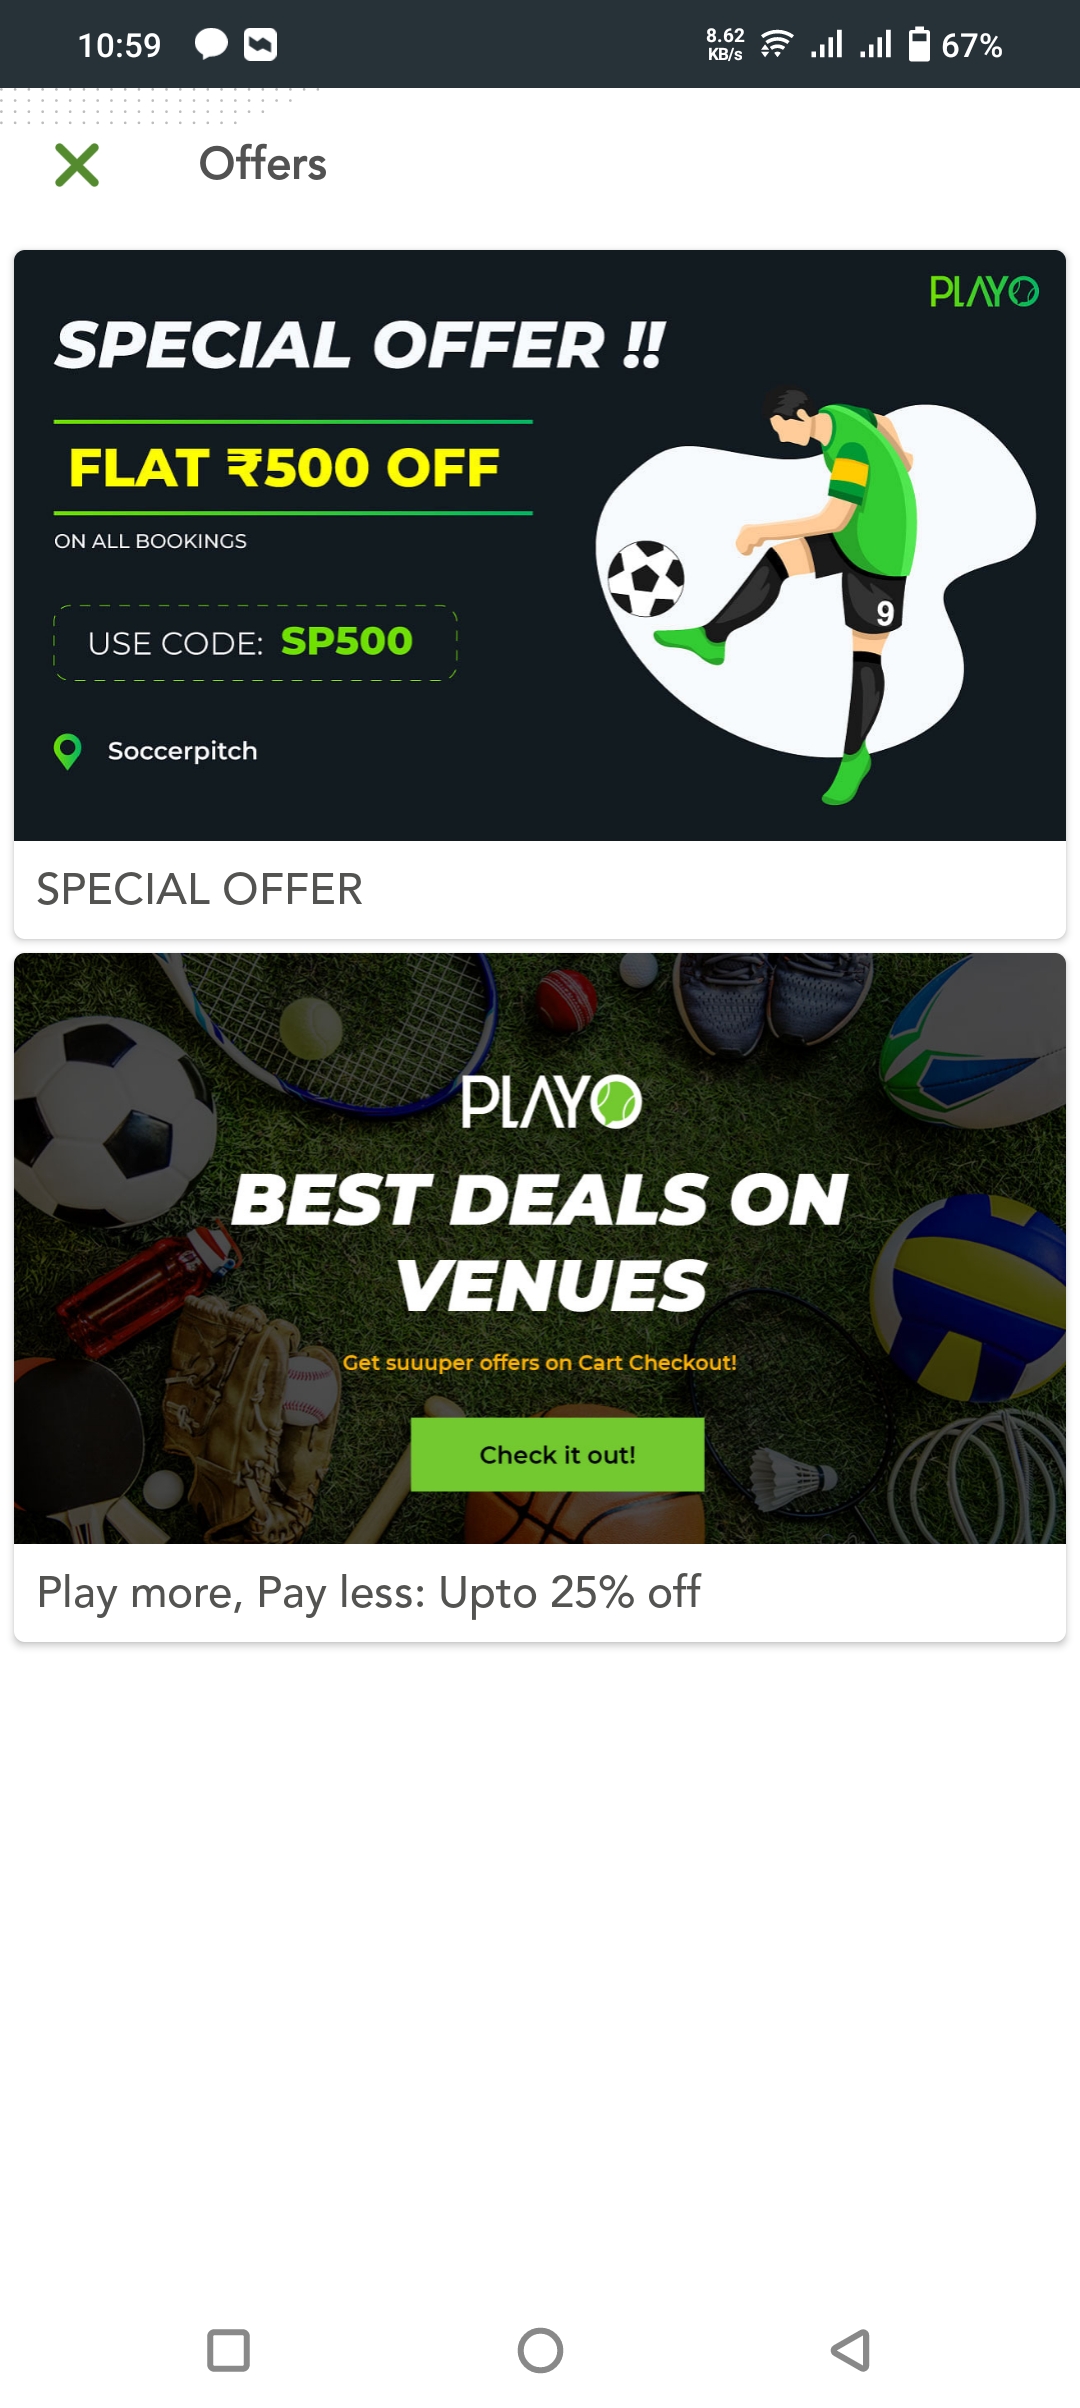 10:59
8.62
KB/s
67%
Offers
PLAYO
SPECIAL OFFER !!
FLAT ₹500 OFF
ON ALL BOOKINGS
USE CODE: SP500
9
Soccerpitch
SPECIAL OFFER
PLAYO
BEST DEALS ON
VENUES
Get suuuper offers on Cart Checkout!
Check it out!
Play more, Pay less: Upto 25% off